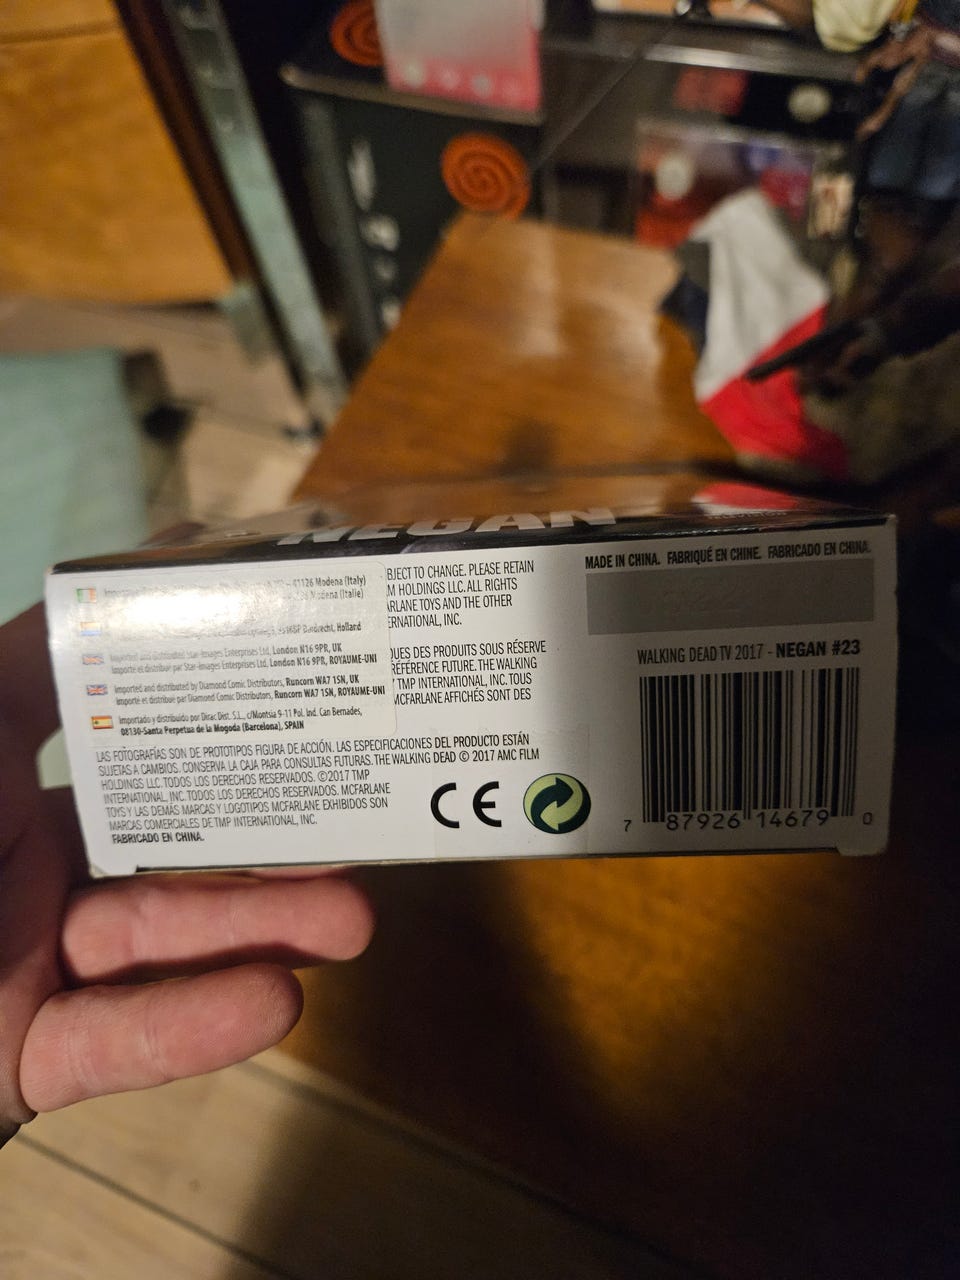 NEGAN
41126 Modena (Italy)
Modena (Italie)
Holland
Imported and distributed Star-Images Enterprises Ltd, London N16 9PR, UK
Importé et distribué par Star-Images Enterprises Ltd, London N16 9PR, ROYAUME-UNI
Imported and distributed by Diamond Comic Distributors, Runcorn WA7 1SN, UK
Importé et distribué par Diamond Comic Distributors, Runcorn WA7 1SN, ROYAUME-UNI
Importado y distribuido por Dirac Dist. S.L., c/Montsia 9-11 Pol. Ind. Can Bernades,
08130-Santa Perpetua de la Mogoda (Barcelona), SPAIN
BJECT TO CHANGE. PLEASE RETAIN
M HOLDINGS LLC. ALL RIGHTS
ARLANE TOYS AND THE OTHER
ERNATIONAL, INC.
QUES DES PRODUITS SOUS RÉSERVE
RÉFÉRENCE FUTURE. THE WALKING
TMP INTERNATIONAL, INC. TOUS
MCFARLANE AFFICHÉS SONT DES
LAS FOTOGRAFÍAS SON DE PROTOTIPOS FIGURA DE ACCIÓN. LAS ESPECIFICACIONES DEL PRODUCTO ESTÁN
SUJETAS A CAMBIOS. CONSERVA LA CAJA PARA CONSULTAS FUTURAS. THE WALKING DEAD © 2017 AMC FILM
HOLDINGS LLC. TODOS LOS DERECHOS RESERVADOS. ©2017 TMP
INTERNATIONAL, INC. TODOS LOS DERECHOS RESERVADOS. MCFARLANE
TOYS Y LAS DEMÁS MARCAS Y LOGOTIPOS MCFARLANE EXHIBIDOS SON
MARCAS COMERCIALES DE TMP INTERNATIONAL, INC.
FABRICADO EN CHINA.
CE
MADE IN CHINA. FABRIQUÉ EN CHINE. FABRICADO EN CHINA.
WALKING DEAD TV 2017 - NEGAN #23
7 87926 14679 0